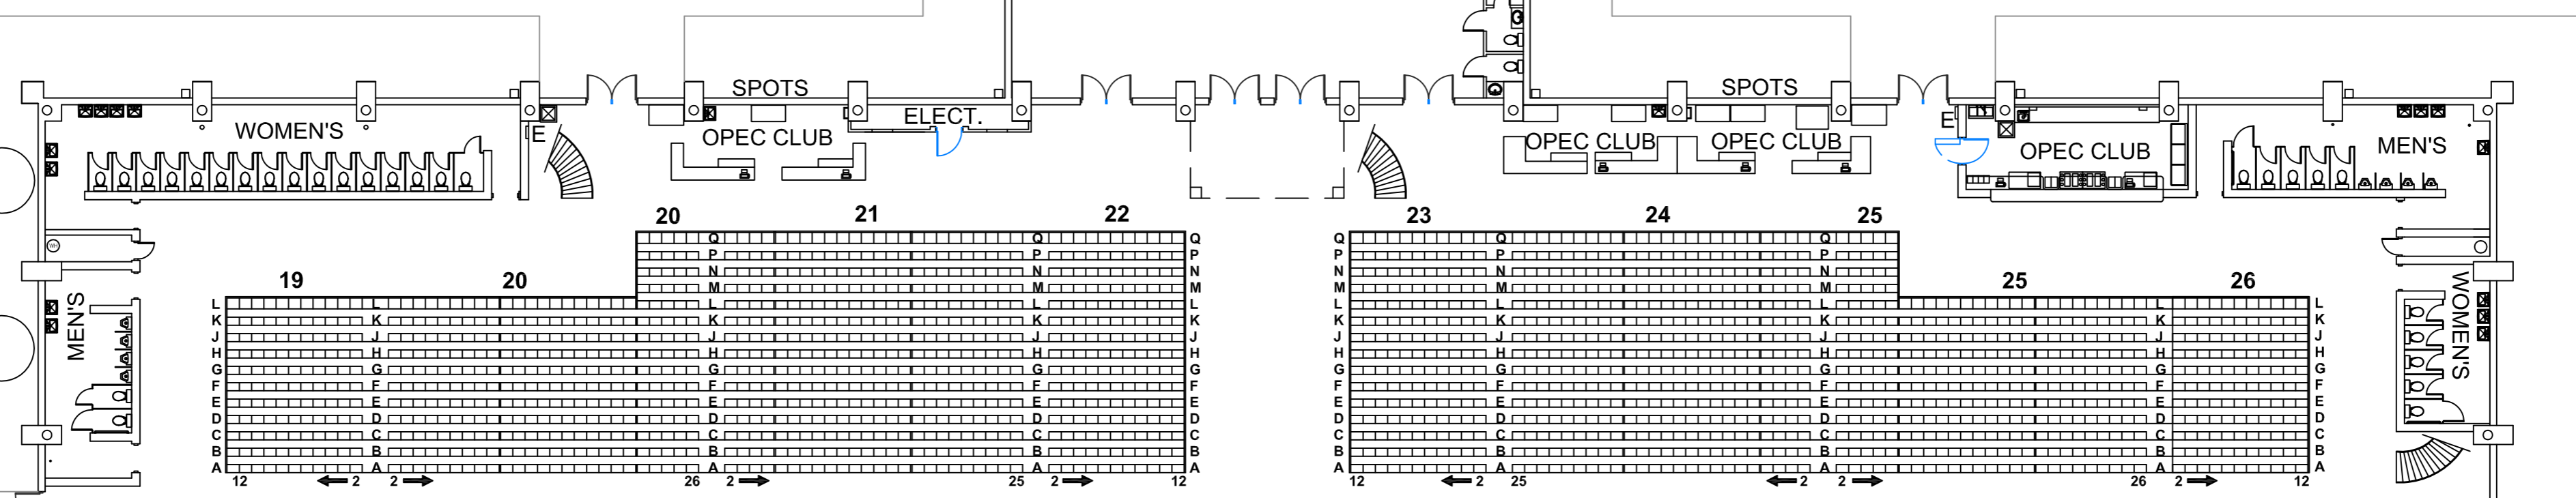 SPOTS SPOTS
ELECT.
WOMEN'S E OPEC CLUB OPEC CLUB OPEC CLUB E OPEC CLUB MEN'S
20 21 22 23 24 25
Q Q Q Q Q Q
P P P P P P
N N N N N N
19 20 M M M M M M 25 26
L L L L L L L L L L
K K K K K K K K K K
MEN'S WOMEN'S
J J J J J J J J J J
H H H H H H H H H H
G G G G G G G G G G
F F F F F F F F F F
E E E E E E E E E E
D D D D D D D D D D
C C C C C C C C C C
B B B B B B B B B B
A A A A A A A A A A
12 2 2 26 2 25 2 12 12 2 25 2 2 26 2 12